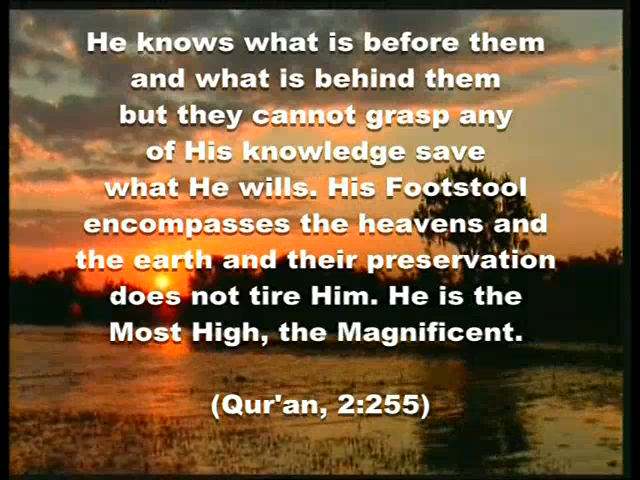 He knows what is before them
and what is behind them
but they cannot grasp any
of His knowledge save
what He wills. His Footstool
encompasses the heavens and
the earth and their preservation
does not tire Him. He is the
Most High, the Magnificent.
(Qur'an, 2:255)